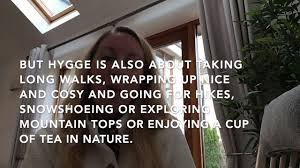 BUT HYGGE IS ALSO ABOUT TAKING
LONG WALKS, WRAPPING UP NICE
AND COSY AND GOING FOR HIKES,
SNOWSHOEING OR EXPLORING
MOUNTAIN TOPS OR ENJOYING A CUP
OF TEA IN NATURE.